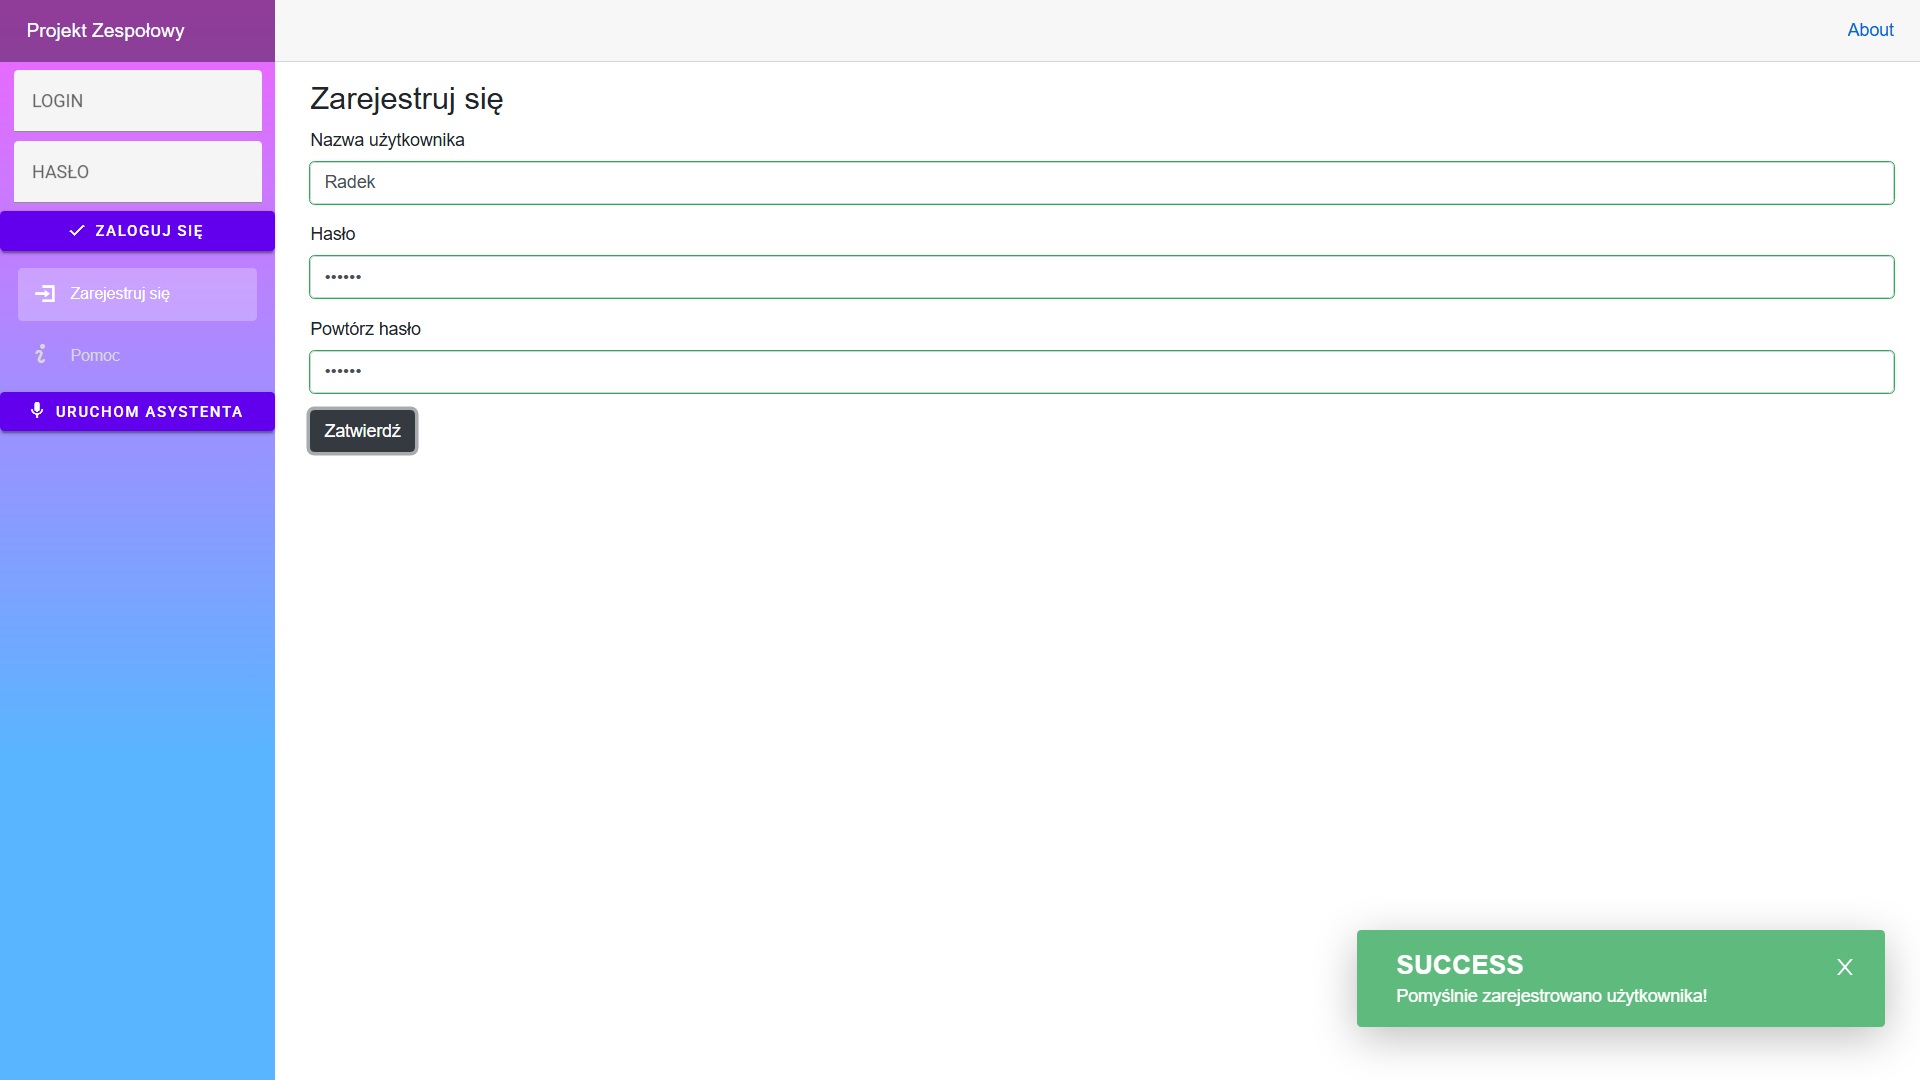 Projekt Zespołowy
About
LOGIN
HASŁO
ZALOGUJ SIĘ
Zarejestruj się
Pomoc
URUCHOM ASYSTENTA
Zarejestruj się
Nazwa użytkownika
Radek
Hasło
••••••
Powtórz hasło
••••••
Zatwierdź
SUCCESS
X
Pomyślnie zarejestrowano użytkownika!